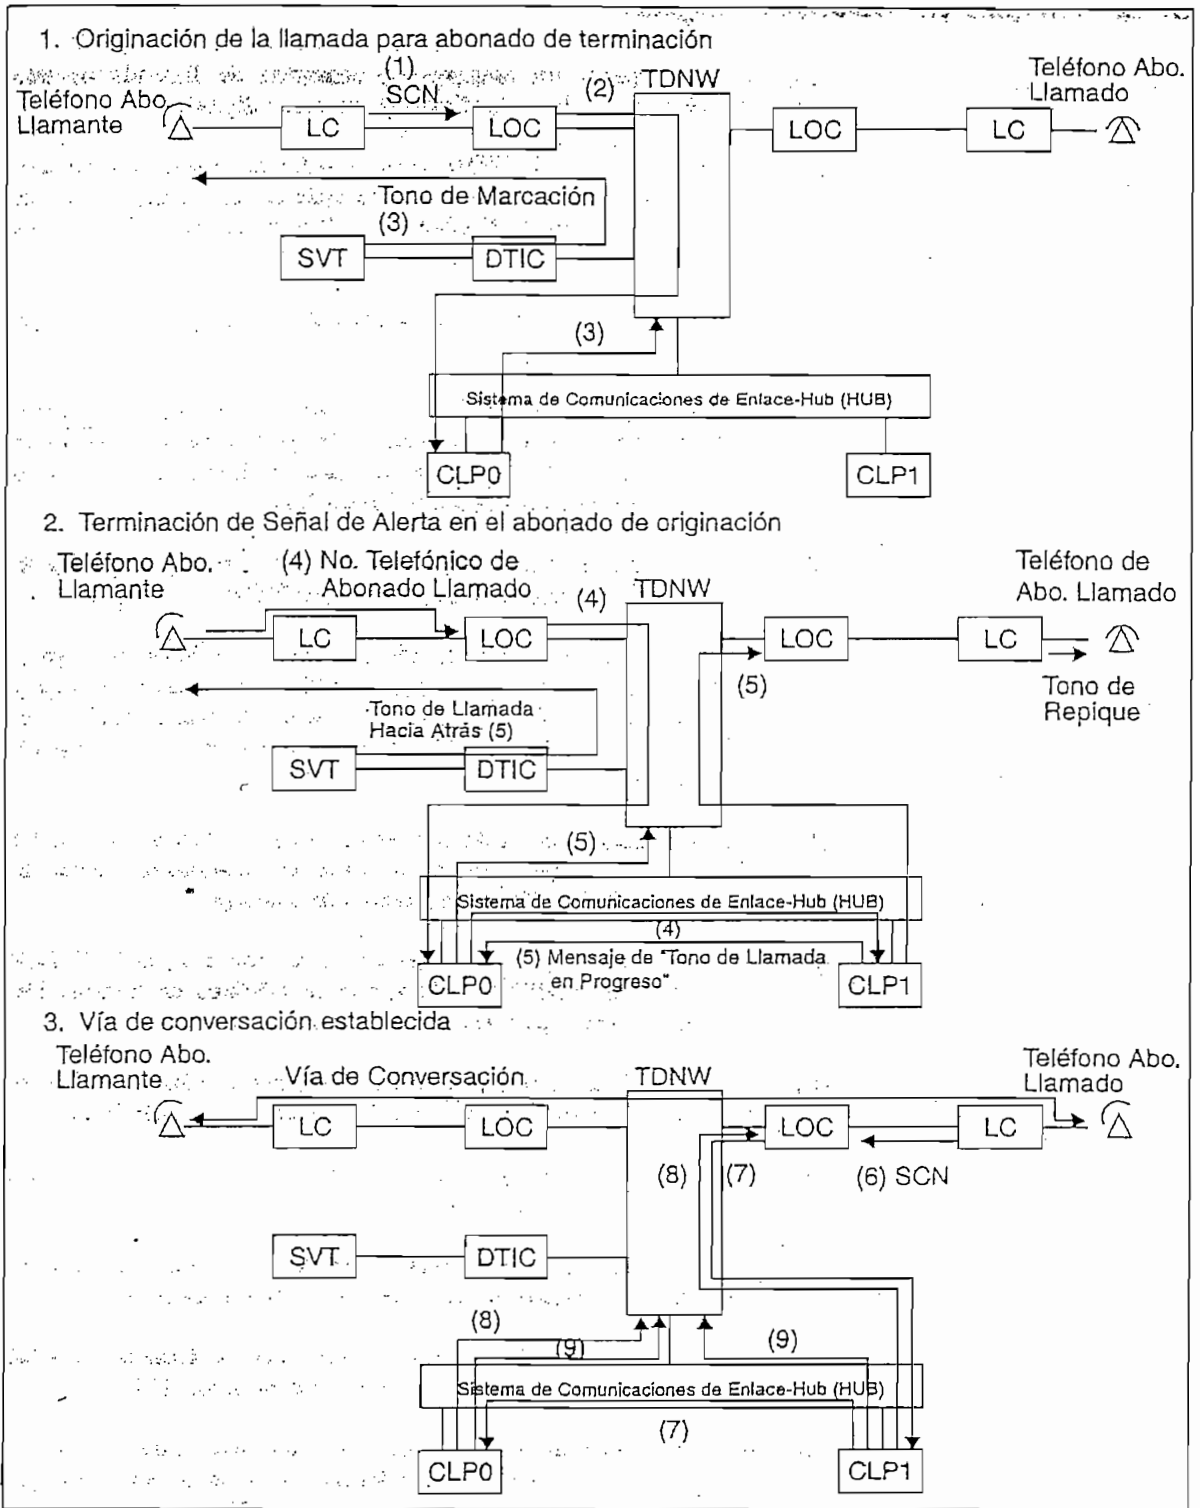 1. Originación de la llamada para abonado de terminación
(1)
SCN
(2)
TDNW
Teléfono Abo.
Llamante
Teléfono Abo.
Llamado
LC
LOC
LOC
LC
Tono de Marcación
(3)
SVT
DTIC
(3)
Sistema de Comunicaciones de Enlace-Hub (HUB)
CLP0
CLP1
2. Terminación de Señal de Alerta en el abonado de originación
Teléfono Abo.
Llamante
(4) No. Telefónico de
Abonado Llamado
(4)
TDNW
Teléfono de
Abo. Llamado
LC
LOC
LOC
LC
(5)
Tono de
Repique
Tono de Llamada
Hacia Atrás (5)
SVT
DTIC
(5)
Sistema de Comunicaciones de Enlace-Hub (HUB)
(4)
(5) Mensaje de "Tono de Llamada
en Progreso"
CLP0
CLP1
3. Vía de conversación establecida
Teléfono Abo.
Llamante
Vía de Conversación
TDNW
Teléfono Abo.
Llamado
LC
LOC
LOC
LC
(8)
(7)
(6) SCN
SVT
DTIC
(8)
(9)
(9)
Sistema de Comunicaciones de Enlace-Hub (HUB)
(7)
CLP0
CLP1